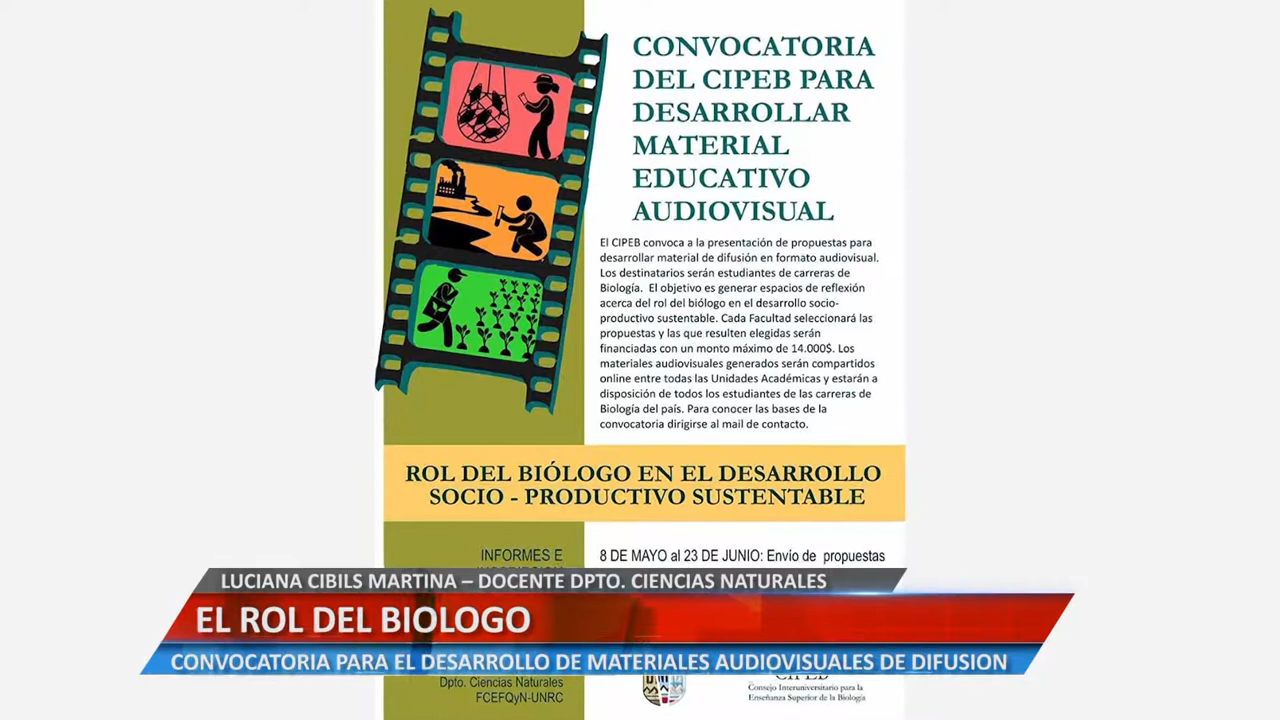 CONVOCATORIA
DEL CIPEB PARA
DESARROLLAR
MATERIAL
EDUCATIVO
AUDIOVISUAL
El CIPEB convoca a la presentación de propuestas para
desarrollar material de difusión en formato audiovisual.
Los destinatarios serán estudiantes de carreras de
Biología. El objetivo es generar espacios de reflexión
acerca del rol del biólogo en el desarrollo socio-
productivo sustentable. Cada Facultad seleccionará las
propuestas y las que resulten elegidas serán
financiadas con un monto máximo de 14.000$. Los
materiales audiovisuales generados serán compartidos
online entre todas las Unidades Académicas y estarán a
disposición de todos los estudiantes de las carreras de
Biología del país. Para conocer las bases de la
convocatoria dirigirse al mail de contacto.
ROL DEL BIÓLOGO EN EL DESARROLLO
SOCIO - PRODUCTIVO SUSTENTABLE
INFORMES E
8 DE MAYO al 23 DE JUNIO: Envío de propuestas
LUCIANA CIBILS MARTINA – DOCENTE DPTO. CIENCIAS NATURALES
EL ROL DEL BIOLOGO
CONVOCATORIA PARA EL DESARROLLO DE MATERIALES AUDIOVISUALES DE DIFUSION
Dpto. Ciencias Naturales
FCEFQyN-UNRC
CIPEB
Consejo Interuniversitario para la
Enseñanza Superior de la Biología